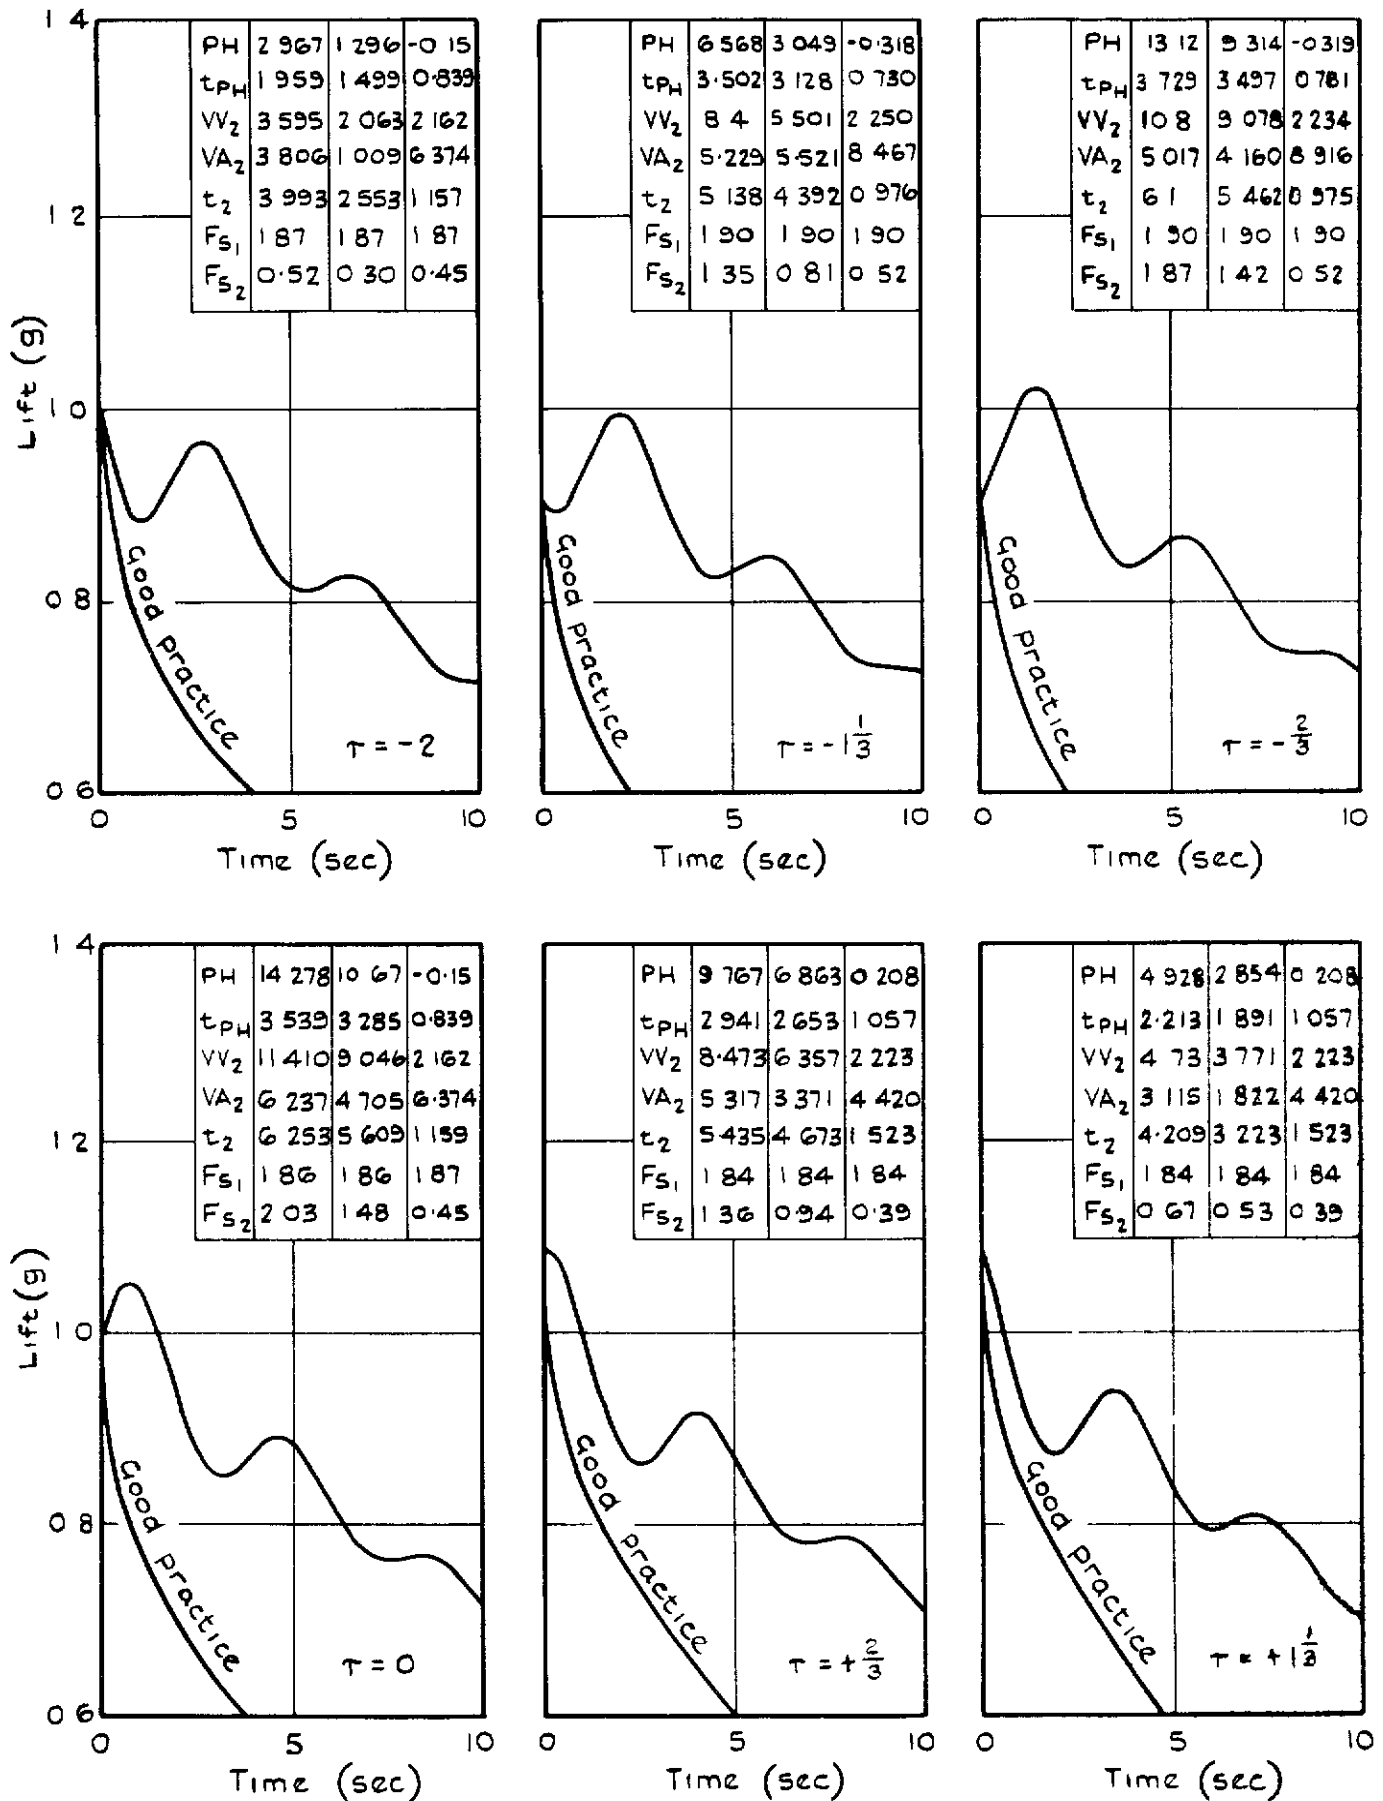 1 4
1 2
1 0
0 8
0 6
Lift (g)
PH 2 967 1 296 -0 15
tPH 1 959 1 499 0·839
VV2 3 595 2 063 2 162
VA2 3 806 1 009 6 374
t2 3 993 2 553 1 157
FS1 1 87 1 87 1 87
FS2 0·52 0 30 0·45
Good practice
τ = -2
0 5 10
Time (sec)
PH 6 568 3 049 -0·318
tPH 3·502 3 128 0 730
VV2 8 4 5 501 2 250
VA2 5·229 5·521 8 467
t2 5 138 4 392 0 976
FS1 1 90 1 90 1 90
FS2 1 35 0 81 0 52
Good practice
τ = -1 1/3
0 5 10
Time (sec)
PH 13 12 9 314 -0 319
tPH 3 729 3 497 0 781
VV2 10 8 9 078 2 234
VA2 5 017 4 160 8 916
t2 6 1 5 462 0 975
FS1 1 90 1 90 1 90
FS2 1 87 1 42 0 52
Good practice
τ = - 2/3
0 5 10
Time (sec)
1 4
1 2
1 0
0 8
0 6
Lift (g)
PH 14 278 10 67 -0·15
tPH 3 539 3 285 0·839
VV2 11 410 9 046 2 162
VA2 6 237 4 705 6·374
t2 6 253 5 609 1 159
FS1 1 86 1 86 1 87
FS2 2 03 1 48 0·45
Good practice
τ = 0
0 5 10
Time (sec)
PH 9 767 6 863 0 208
tPH 2 941 2 653 1 057
VV2 8·473 6 357 2 223
VA2 5 317 3 371 4 420
t2 5·435 4 673 1 523
FS1 1 84 1 84 1 84
FS2 1 36 0·94 0·39
Good practice
τ = + 2/3
0 5 10
Time (sec)
PH 4 928 2 854 0 208
tPH 2·213 1 891 1 057
VV2 4 73 3 771 2 223
VA2 3 115 1 822 4 420
t2 4·209 3 223 1 523
FS1 1 84 1 84 1 84
FS2 0 67 0 53 0 39
Good practice
τ = +1 1/3
0 5 10
Time (sec)